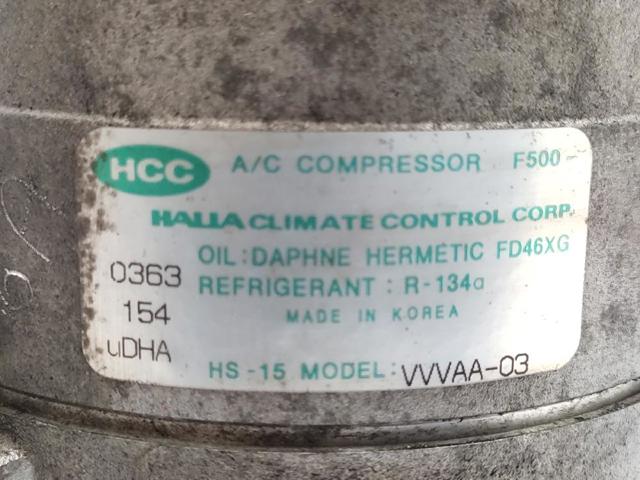 HCC A/C COMPRESSOR F500-
HALLA CLIMATE CONTROL CORP.
OIL : DAPHNE HERMETIC FD46XG
0363 REFRIGERANT : R-134a
154 MADE IN KOREA
uDHA
HS-15 MODEL: VVVAA-03